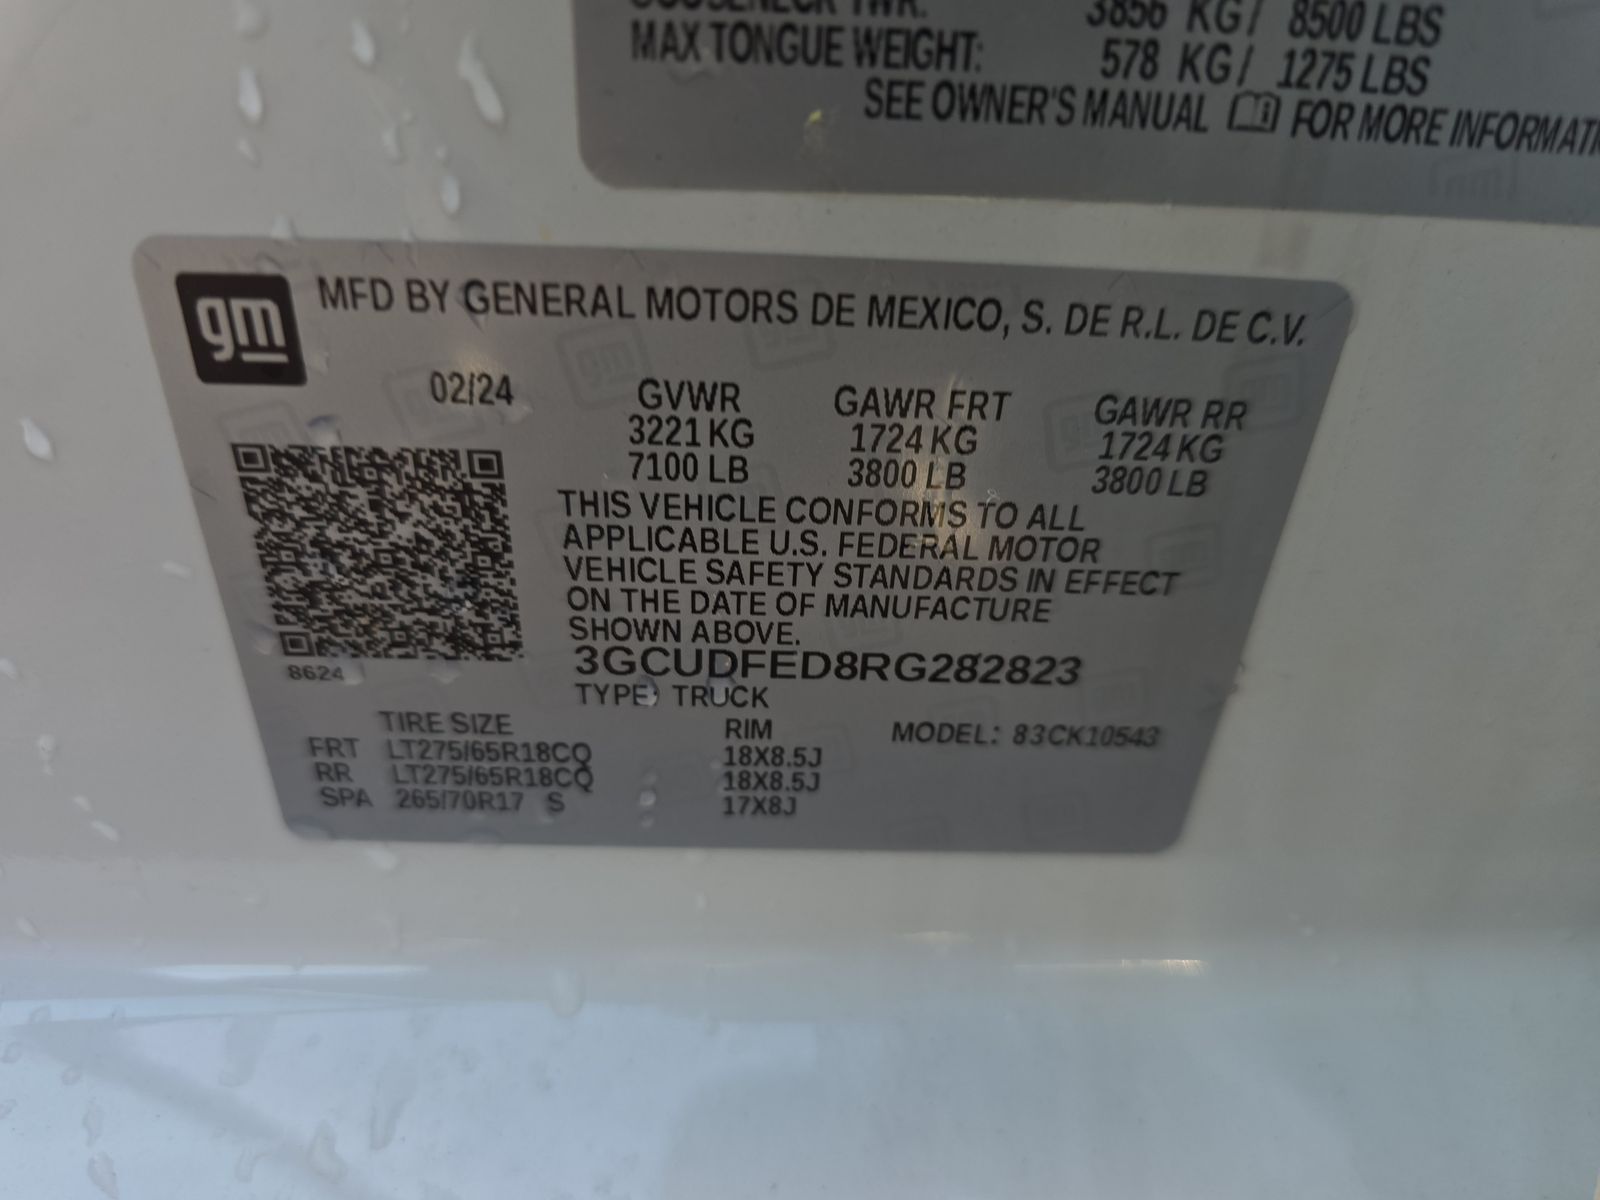 GOOSENECK TWR: 3856 KG / 8500 LBS
MAX TONGUE WEIGHT: 578 KG / 1275 LBS
SEE OWNER'S MANUAL FOR MORE INFORMATI
gm
MFD BY GENERAL MOTORS DE MEXICO, S. DE R.L. DE C.V.
02/24 GVWR GAWR FRT GAWR RR
3221 KG 1724 KG 1724 KG
7100 LB 3800 LB 3800 LB
THIS VEHICLE CONFORMS TO ALL
APPLICABLE U.S. FEDERAL MOTOR
VEHICLE SAFETY STANDARDS IN EFFECT
ON THE DATE OF MANUFACTURE
SHOWN ABOVE.
8624 3GCUDFED8RG282823
TYPE: TRUCK
TIRE SIZE RIM MODEL: 83CK10543
FRT LT275/65R18CQ 18X8.5J
RR LT275/65R18CQ 18X8.5J
SPA 265/70R17 S 17X8J